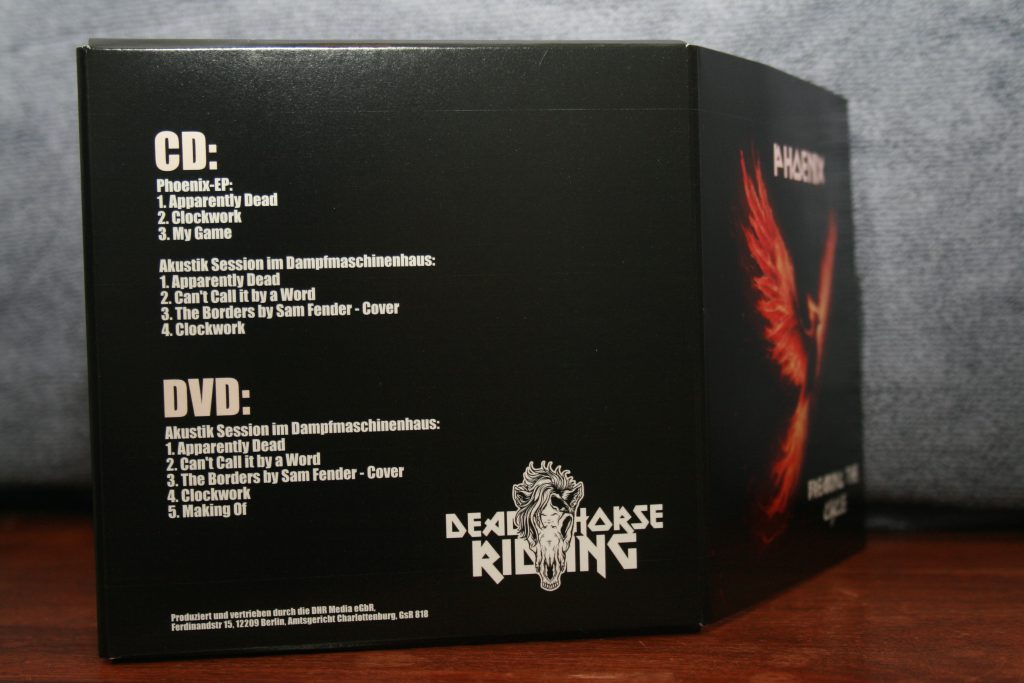 CD:
Phoenix-EP:
1. Apparently Dead
2. Clockwork
3. My Game
Akustik Session im Dampfmaschinenhaus:
1. Apparently Dead
2. Can't Call it by a Word
3. The Borders by Sam Fender - Cover
4. Clockwork
DVD:
Akustik Session im Dampfmaschinenhaus:
1. Apparently Dead
2. Can't Call it by a Word
3. The Borders by Sam Fender - Cover
4. Clockwork
5. Making Of
DEAD HORSE
RIDING
Produziert und vertrieben durch die DHR Media eGbR,
Ferdinandstr 15, 12209 Berlin, Amtsgericht Charlottenburg, GsR 818
PHOENIX